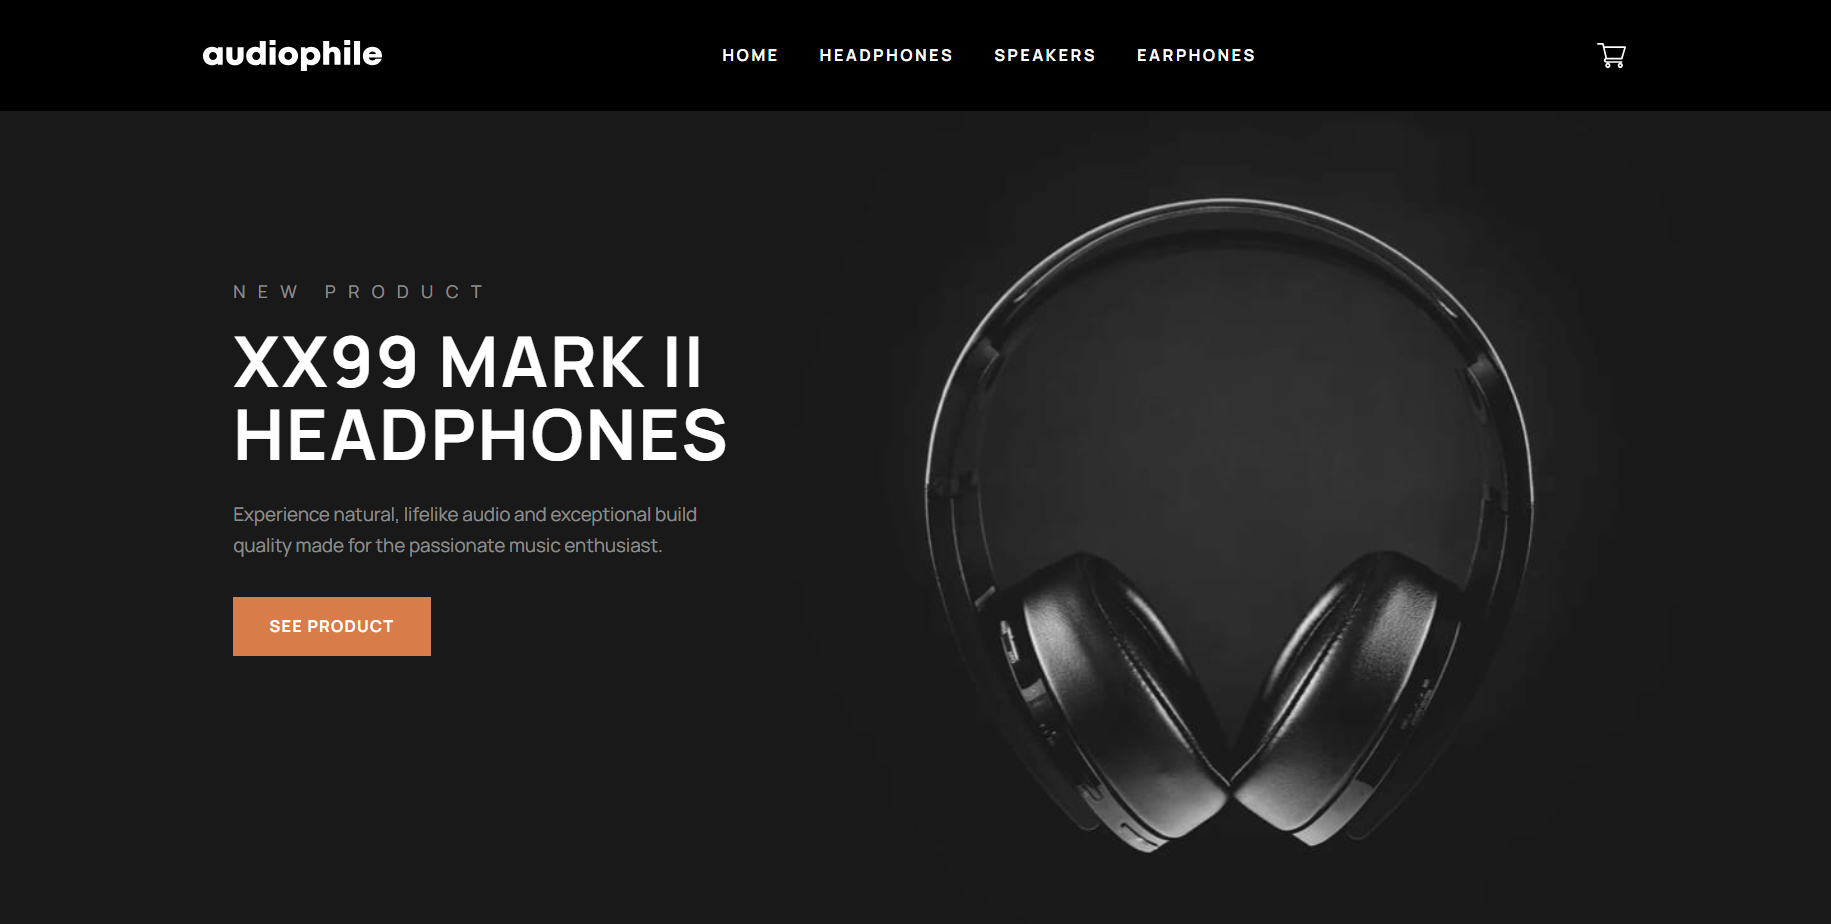 audiophile
HOME HEADPHONES SPEAKERS EARPHONES
NEW PRODUCT
XX99 MARK II
HEADPHONES
Experience natural, lifelike audio and exceptional build
quality made for the passionate music enthusiast.
SEE PRODUCT